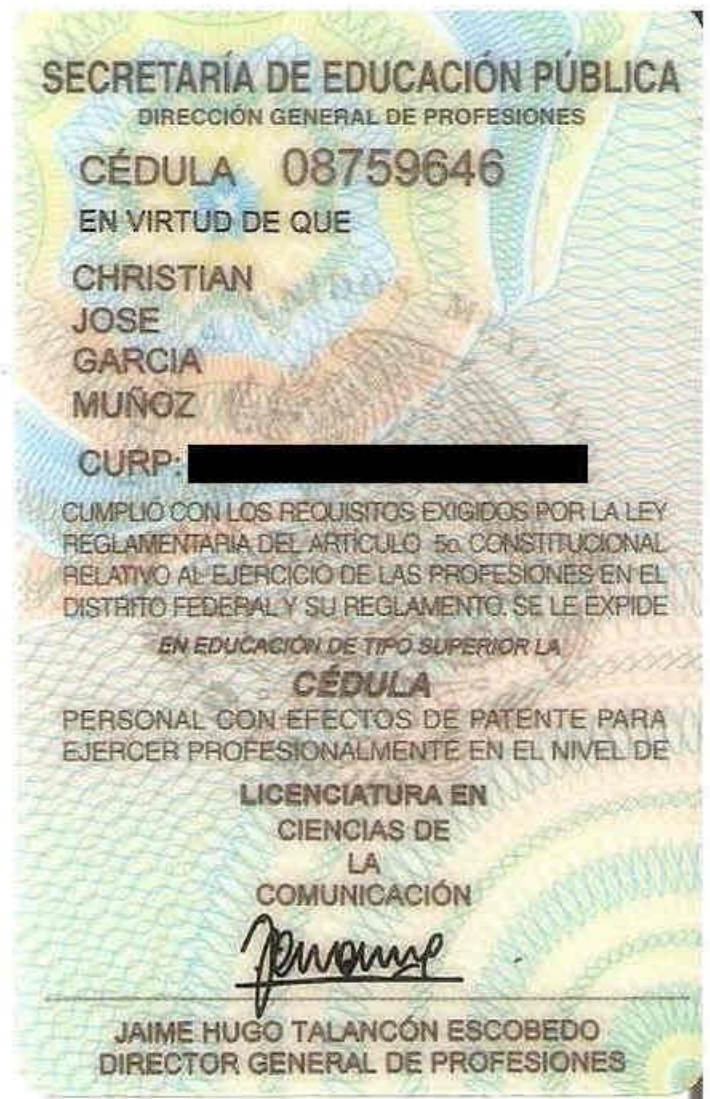 SECRETARÍA DE EDUCACIÓN PÚBLICA
DIRECCIÓN GENERAL DE PROFESIONES
CÉDULA 08759646
EN VIRTUD DE QUE
CHRISTIAN
JOSE
GARCIA
MUÑOZ
CURP:
CUMPLIÓ CON LOS REQUISITOS EXIGIDOS POR LA LEY
REGLAMENTARIA DEL ARTÍCULO 5o. CONSTITUCIONAL
RELATIVO AL EJERCICIO DE LAS PROFESIONES EN EL
DISTRITO FEDERAL Y SU REGLAMENTO. SE LE EXPIDE
EN EDUCACIÓN DE TIPO SUPERIOR LA
CÉDULA
PERSONAL CON EFECTOS DE PATENTE PARA
EJERCER PROFESIONALMENTE EN EL NIVEL DE
LICENCIATURA EN
CIENCIAS DE
LA
COMUNICACIÓN
JAIME HUGO TALANCÓN ESCOBEDO
DIRECTOR GENERAL DE PROFESIONES